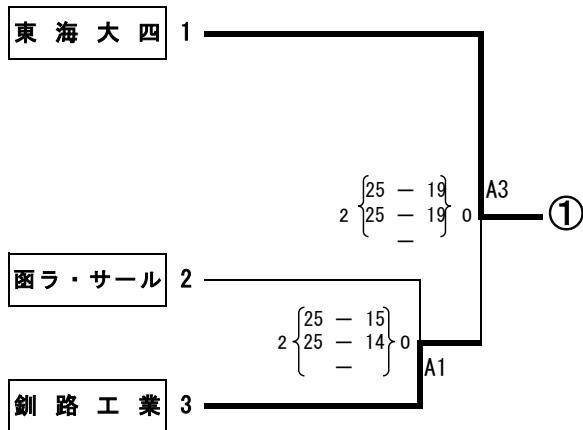 東海大四 1
25 － 19
A3
2 25 － 19 0
①
－
函ラ・サール 2
25 － 15
2 25 － 14 0
－
A1
釧路工業 3